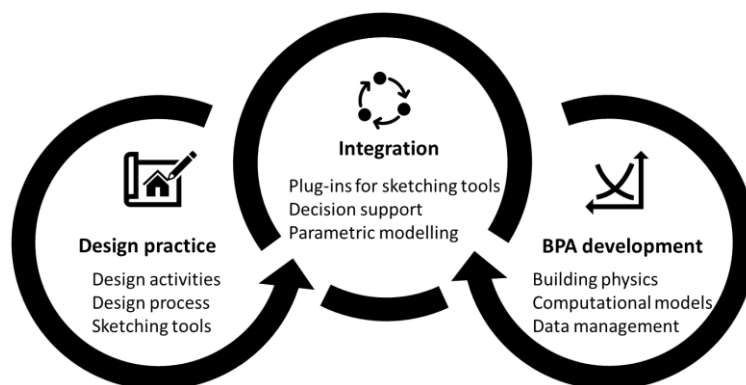 Design practice
Design activities
Design process
Sketching tools
Integration
Plug-ins for sketching tools
Decision support
Parametric modelling
BPA development
Building physics
Computational models
Data management